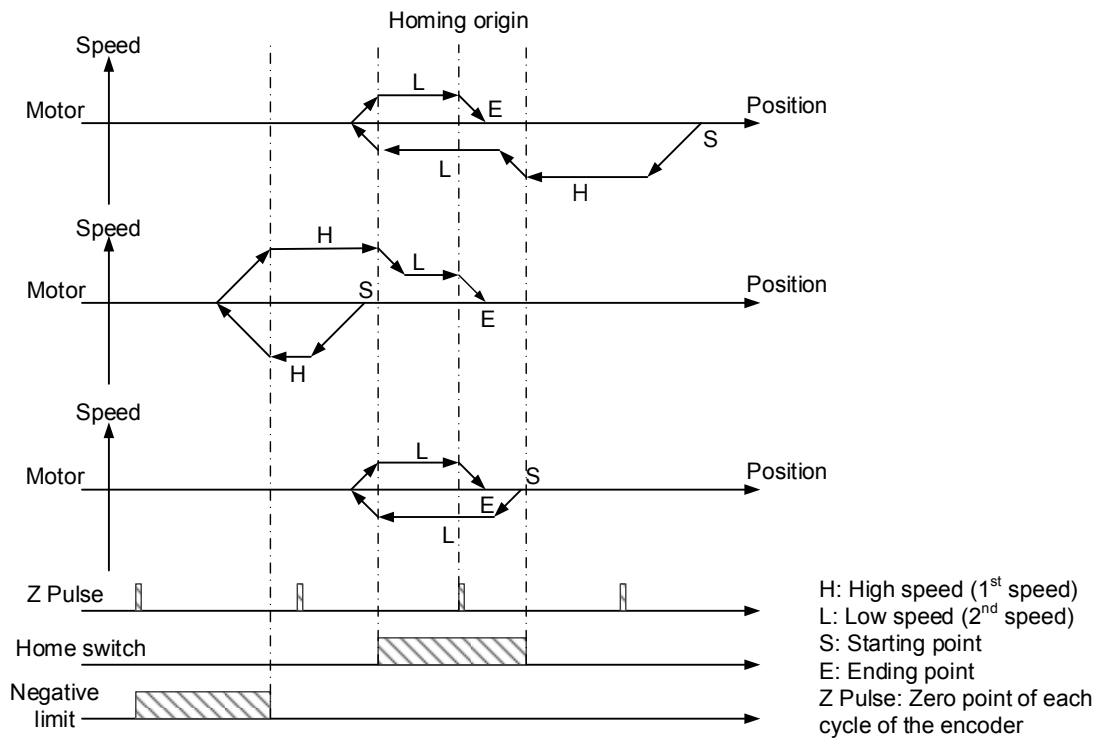 Homing origin
Speed
Motor
L
E
Position
S
L
H
Speed
H
L
Motor
S
E
H
Speed
L
Motor
S
Position
E
L
Z Pulse
Home switch
Negative
limit
H: High speed (1st speed)
L: Low speed (2nd speed)
S: Starting point
E: Ending point
Z Pulse: Zero point of each
cycle of the encoder